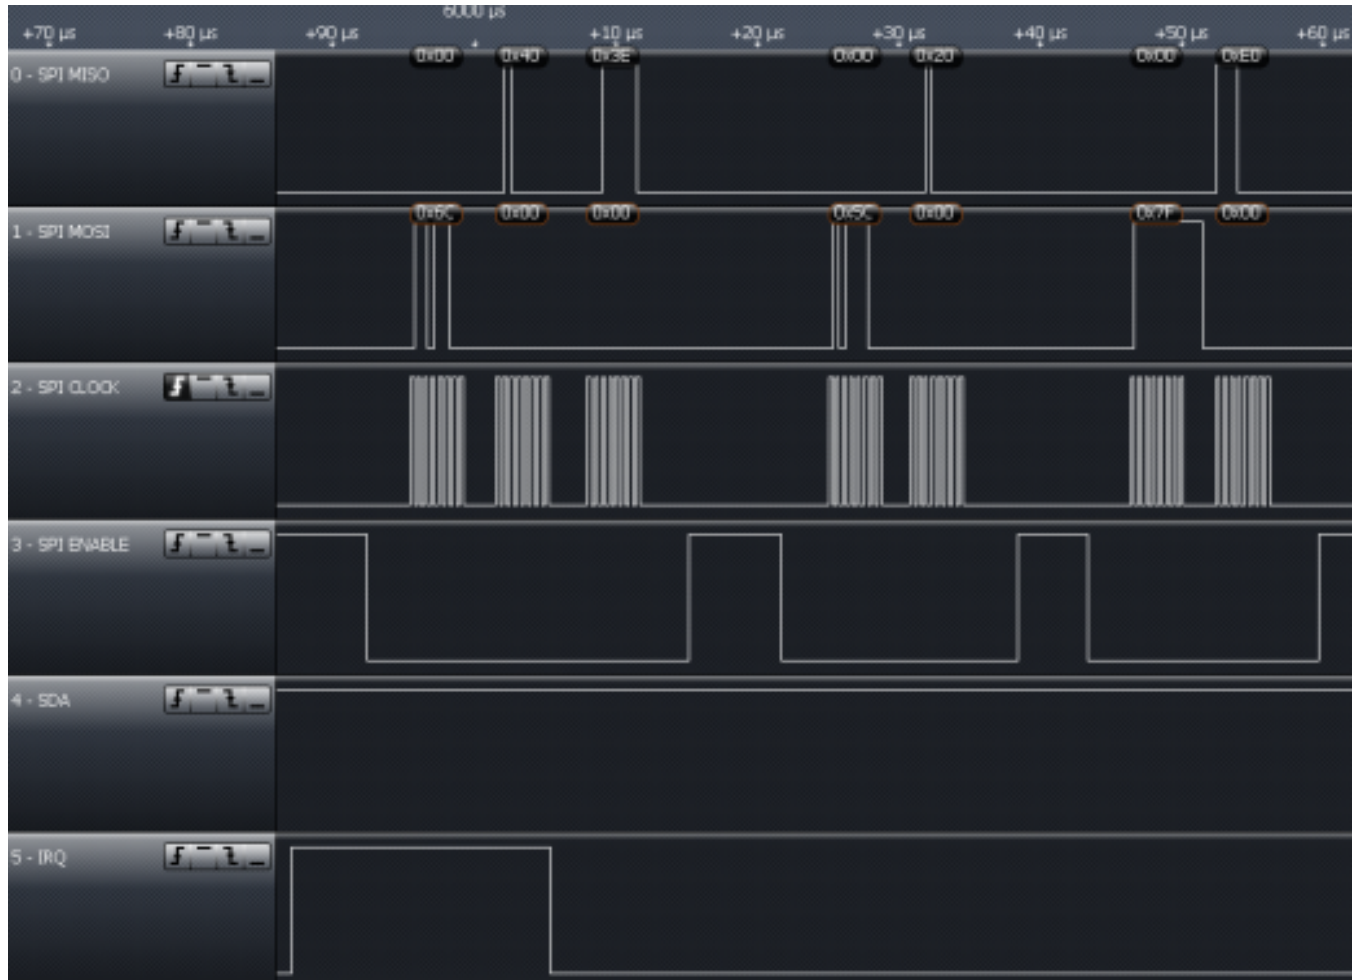 6000 µs
+70 µs +80 µs +90 µs +10 µs +20 µs +30 µs +40 µs +50 µs +60 µs
0x00 0x40 0x3E 0x00 0x20 0x00 0xE0
0 - SPI MISO
0x6C 0x00 0x00 0x5C 0x00 0x7F 0x00
1 - SPI MOSI
2 - SPI CLOCK
3 - SPI ENABLE
4 - SDA
5 - IRQ